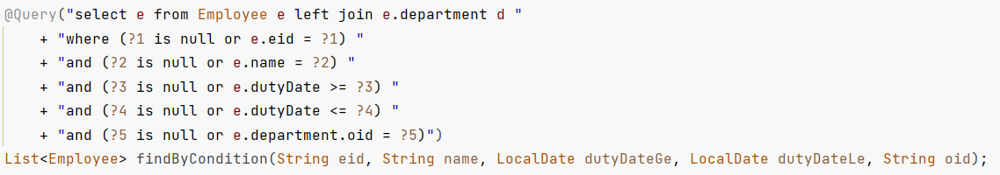 @Query("select e from Employee e left join e.department d "
+ "where (?1 is null or e.eid = ?1) "
+ "and (?2 is null or e.name = ?2) "
+ "and (?3 is null or e.dutyDate >= ?3) "
+ "and (?4 is null or e.dutyDate <= ?4) "
+ "and (?5 is null or e.department.oid = ?5)")
List<Employee> findByCondition(String eid, String name, LocalDate dutyDateGe, LocalDate dutyDateLe, String oid);